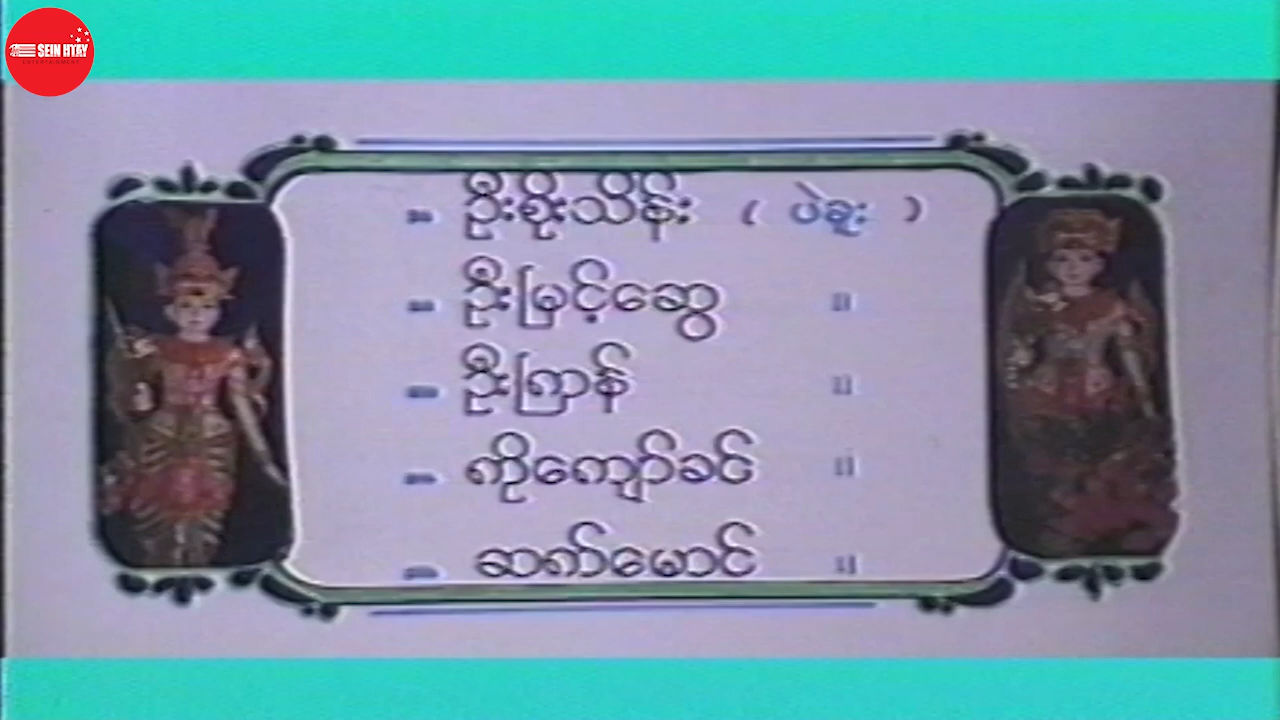 SEIN HTAY
ENTERTAINMENT
- ဦးစိုးသိန်း ( ပဲခူး )
- ဦးမြင့်ဆွေ "
- ဦးကြာန် "
- ကိုကျော်ခင် "
- ဆက်မောင် "